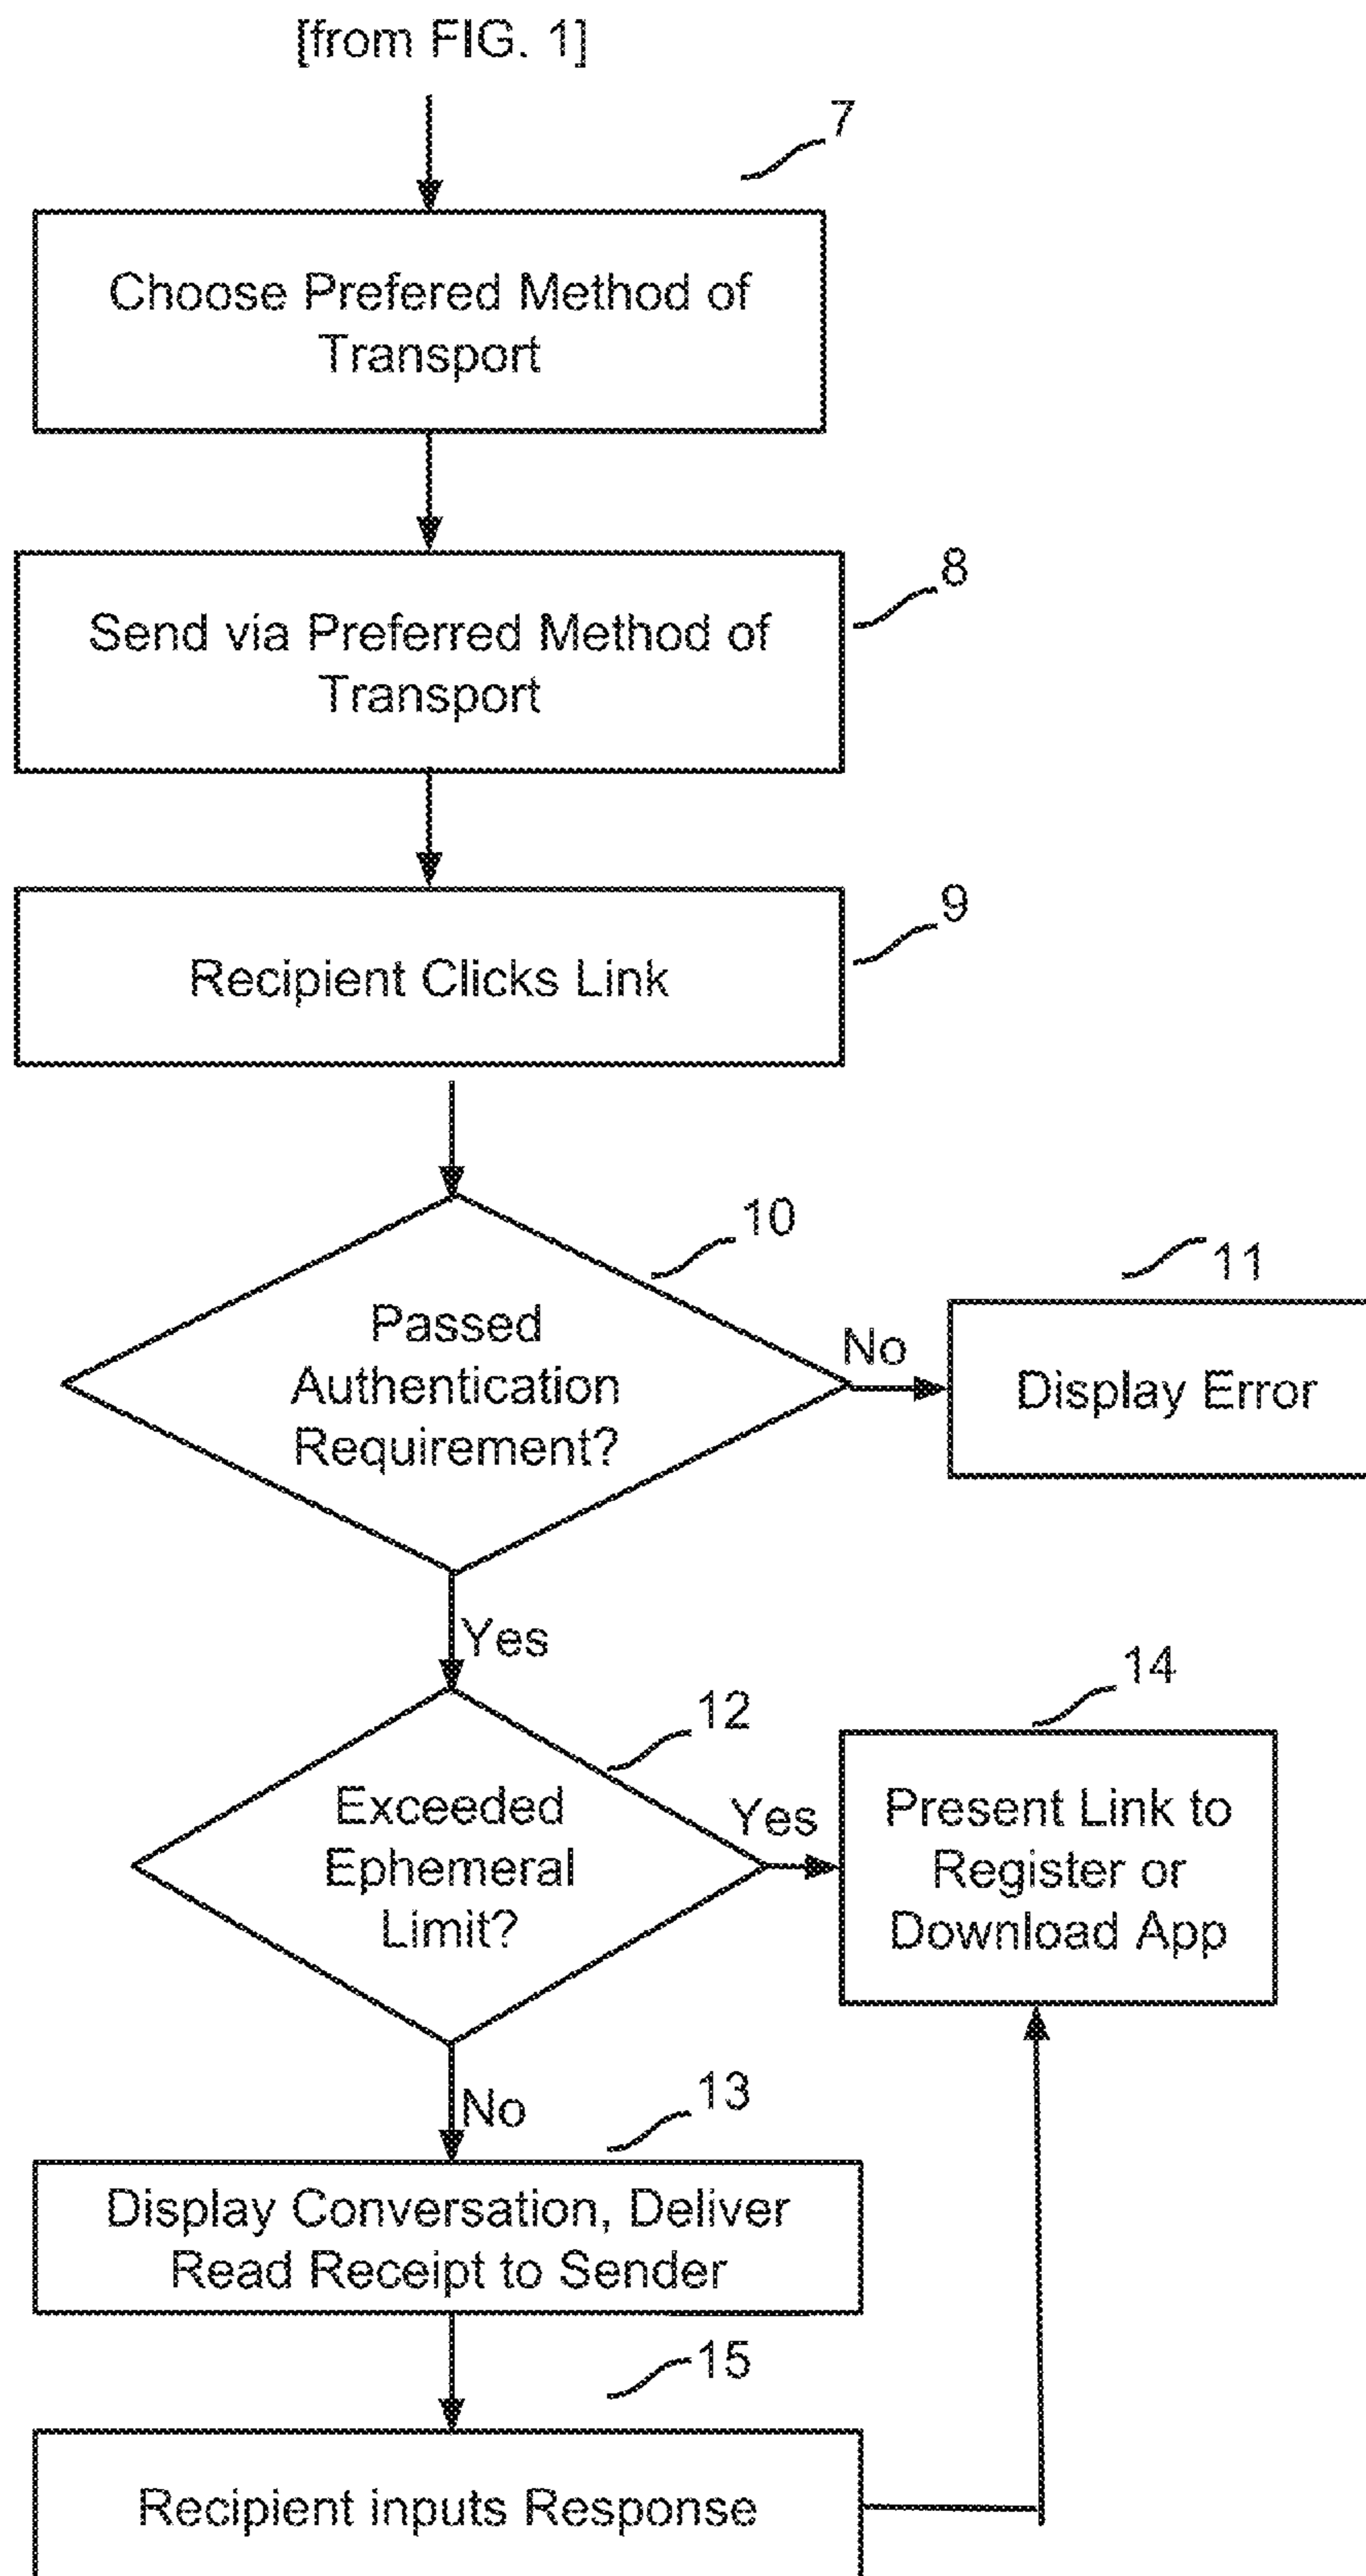 [from FIG. 1]
7
Choose Prefered Method of
Transport
8
Send via Preferred Method of
Transport
9
Recipient Clicks Link
10
Passed
Authentication
Requirement?
No
11
Display Error
Yes
12
Exceeded
Ephemeral
Limit?
Yes
14
Present Link to
Register or
Download App
No
13
Display Conversation, Deliver
Read Receipt to Sender
15
Recipient inputs Response